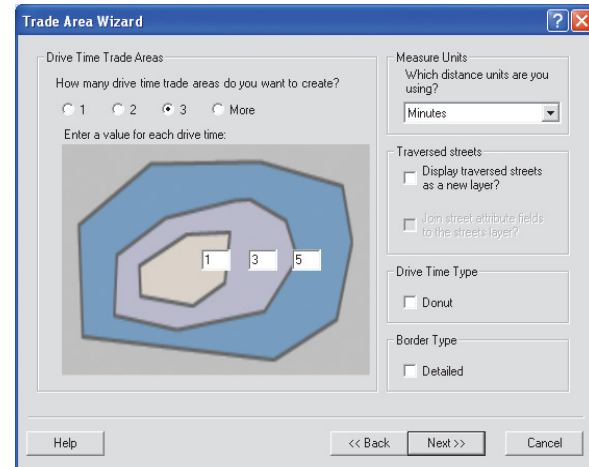 Trade Area Wizard
Drive Time Trade Areas
How many drive time trade areas do you want to create?
1 2 3 More
Enter a value for each drive time:
1 3 5
Measure Units
Which distance units are you
using?
Minutes
Traversed streets
Display traversed streets
as a new layer?
Join street attribute fields
to the streets layer?
Drive Time Type
Donut
Border Type
Detailed
Help
<< Back
Next >>
Cancel